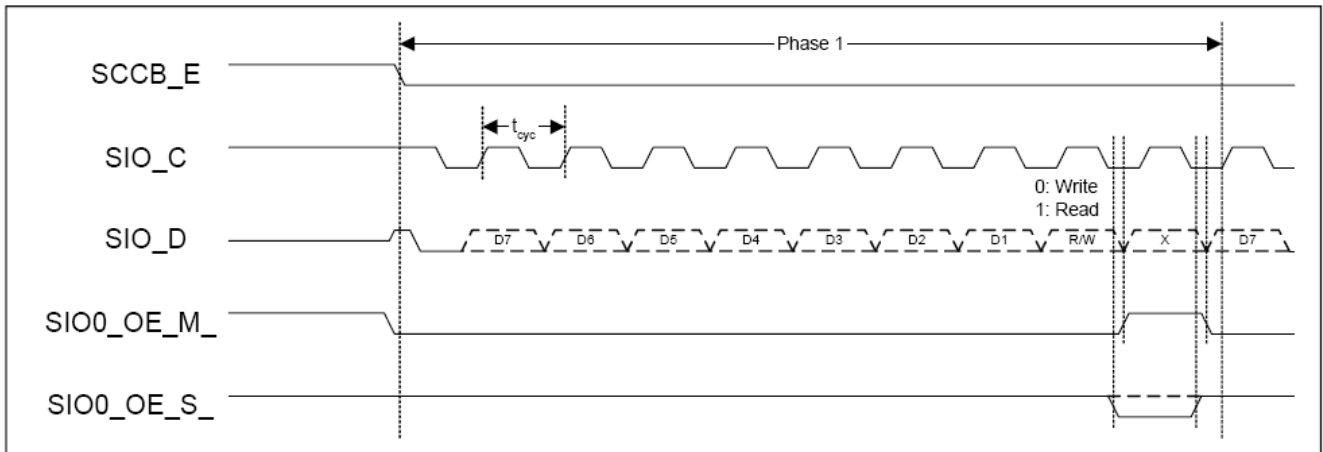 Phase 1
SCCB_E
t_cyc
SIO_C
0: Write
1: Read
SIO_D
D7 D6 D5 D4 D3 D2 D1 R/W X D7
SIO0_OE_M_
SIO0_OE_S_